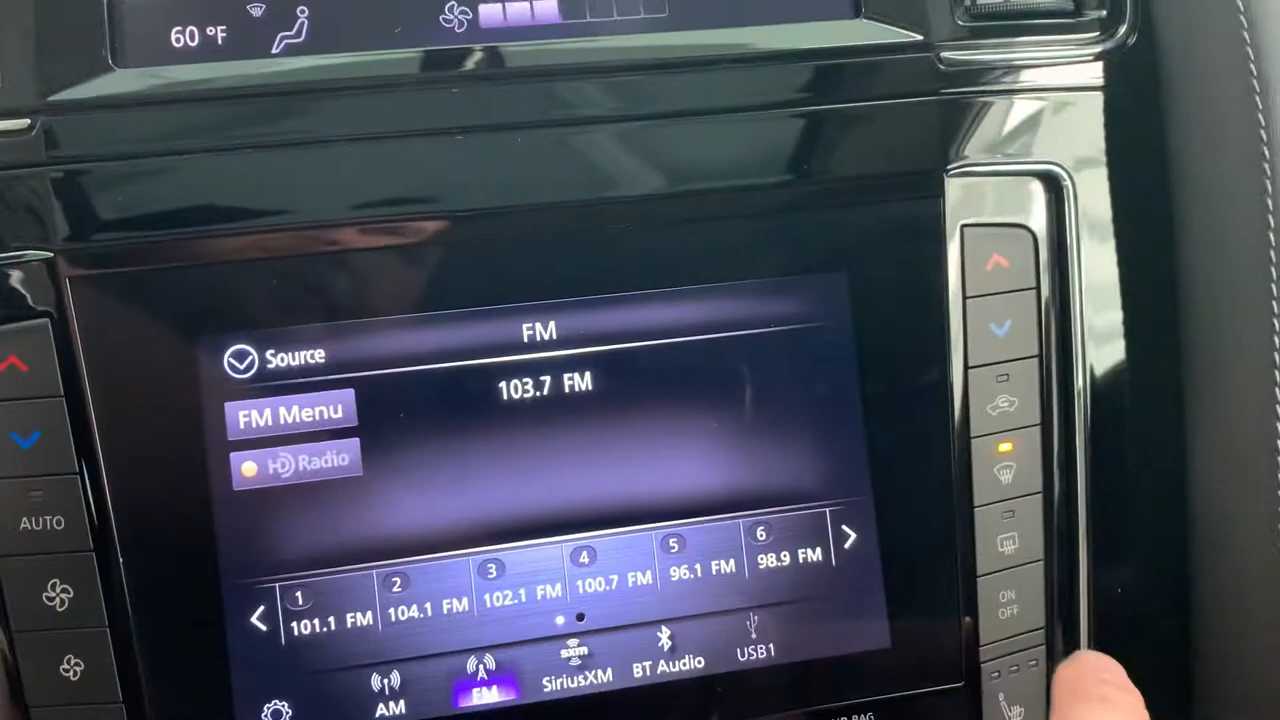 60 °F
FM
Source
103.7 FM
FM Menu
HD Radio
AUTO
1 2 3 4 5 6
101.1 FM 104.1 FM 102.1 FM 100.7 FM 96.1 FM 98.9 FM
ON
OFF
AM FM SiriusXM BT Audio USB1
sxm
BAG